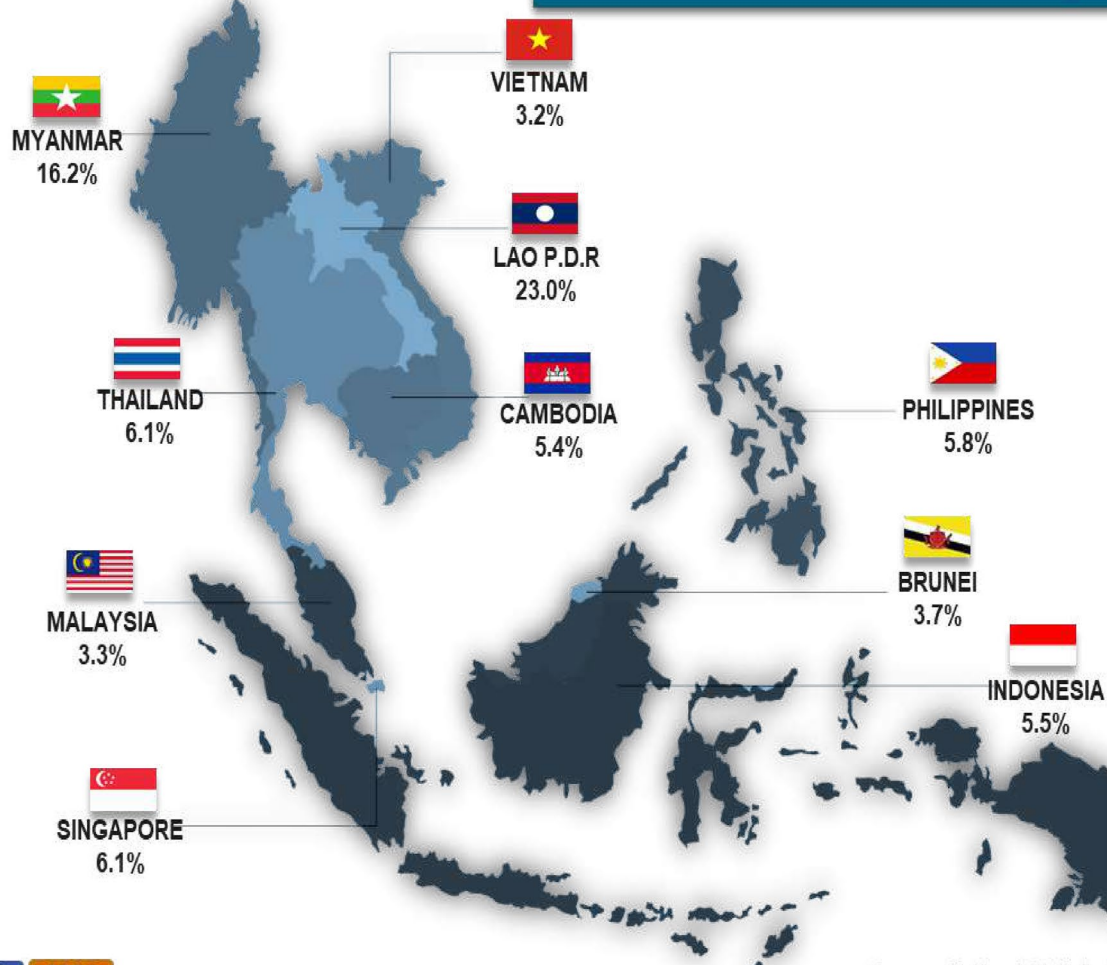 VIETNAM
3.2%
MYANMAR
16.2%
LAO P.D.R
23.0%
THAILAND
6.1%
CAMBODIA
5.4%
PHILIPPINES
5.8%
BRUNEI
3.7%
MALAYSIA
3.3%
INDONESIA
5.5%
SINGAPORE
6.1%